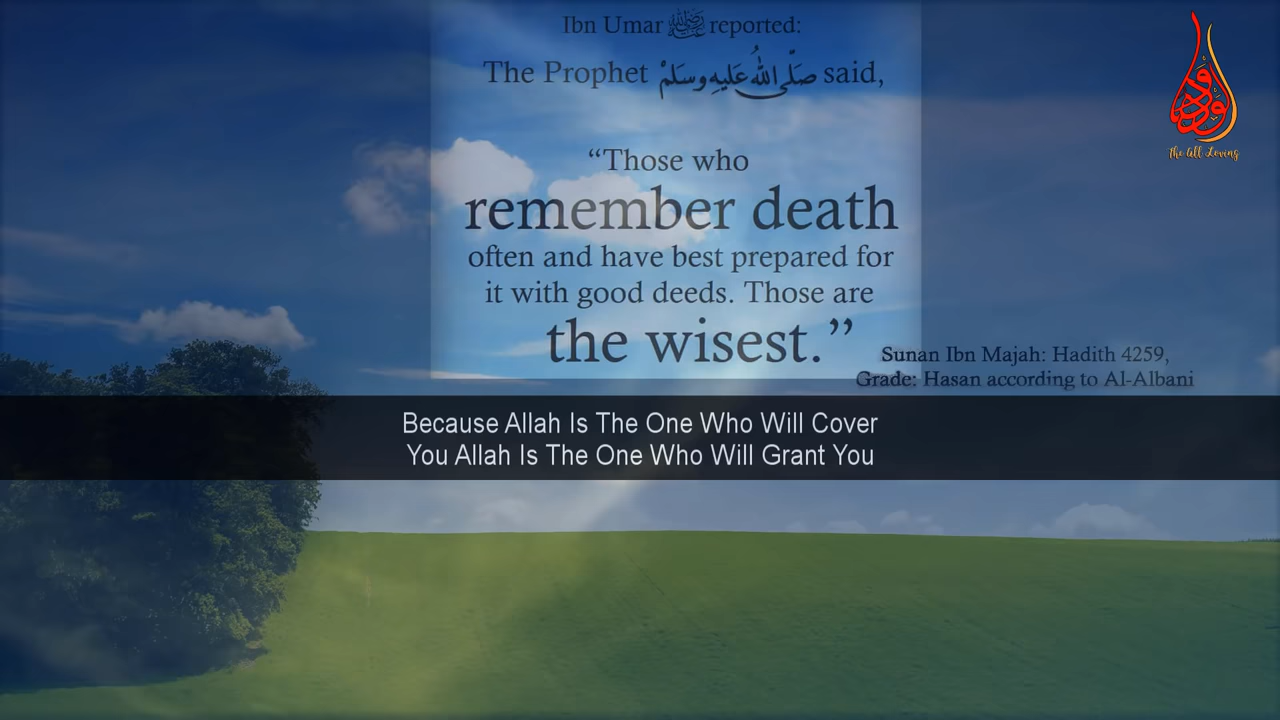 Ibn Umar رضي الله عنه reported:
The Prophet صَلَّى اللهُ عَلَيْهِ وَسَلَّمْ said,
“Those who
remember death
often and have best prepared for
it with good deeds. Those are
the wisest.”
Sunan Ibn Majah: Hadith 4259,
Grade: Hasan according to Al-Albani
Because Allah Is The One Who Will Cover
You Allah Is The One Who Will Grant You
الودود
The All Loving